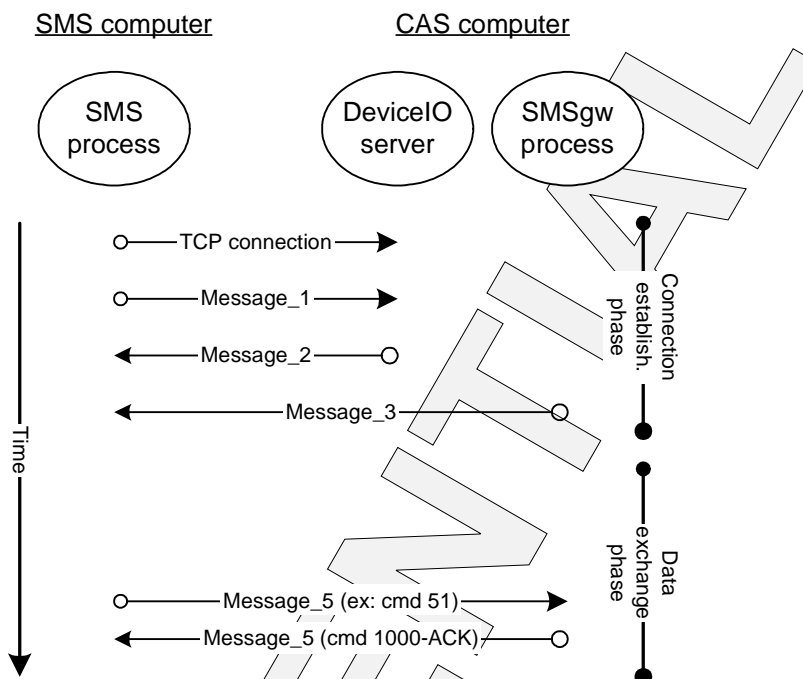 SMS computer
CAS computer
SMS
process
DeviceIO
server
SMSgw
process
TCP connection
Message_1
Message_2
Message_3
Connection
establish.
phase
Time
Data
exchange
phase
Message_5 (ex: cmd 51)
Message_5 (cmd 1000-ACK)